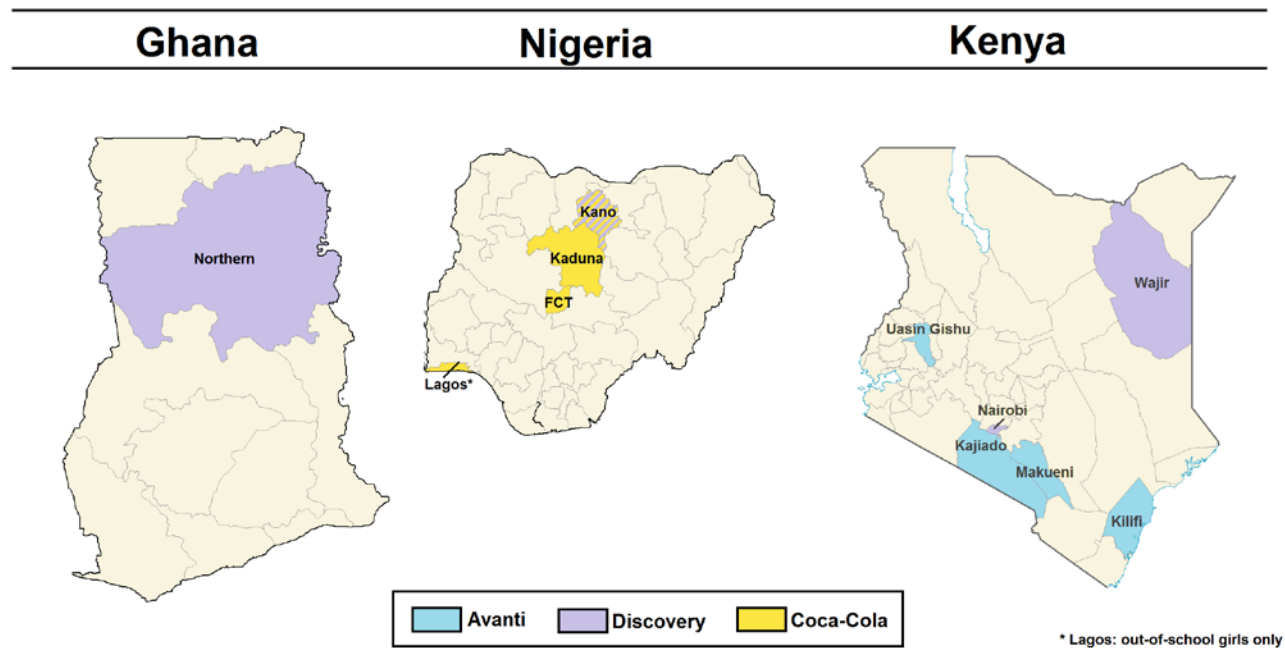 Ghana
Nigeria
Kenya
Northern
Kano
Kaduna
FCT
Lagos*
Wajir
Uasin Gishu
Nairobi
Kajiado
Makueni
Kilifi
Avanti
Discovery
Coca-Cola
* Lagos: out-of-school girls only